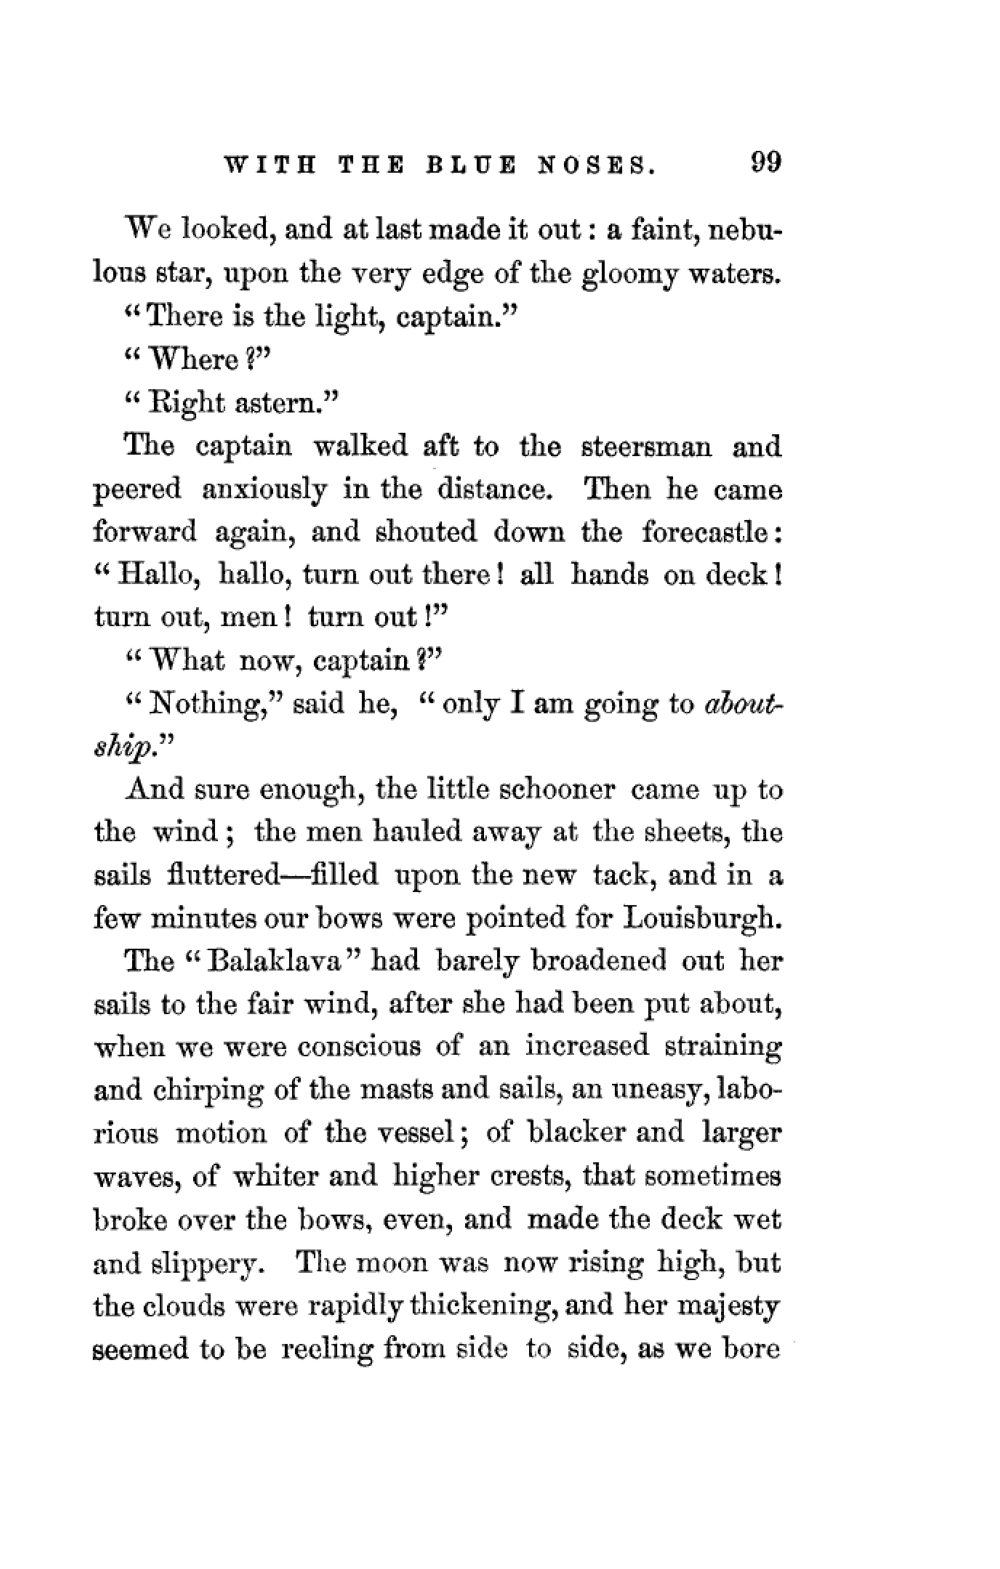 WITH THE BLUE NOSES. 99
We looked, and at last made it out: a faint, nebu-
lous star, upon the very edge of the gloomy waters.
“There is the light, captain.”
“Where?”
“Right astern.”
The captain walked aft to the steersman and
peered anxiously in the distance. Then he came
forward again, and shouted down the forecastle:
“Hallo, hallo, turn out there! all hands on deck!
turn out, men! turn out!”
“What now, captain?”
“Nothing,” said he, “only I am going to about-
ship.”
And sure enough, the little schooner came up to
the wind; the men hauled away at the sheets, the
sails fluttered—filled upon the new tack, and in a
few minutes our bows were pointed for Louisburgh.
The “Balaklava” had barely broadened out her
sails to the fair wind, after she had been put about,
when we were conscious of an increased straining
and chirping of the masts and sails, an uneasy, labo-
rious motion of the vessel; of blacker and larger
waves, of whiter and higher crests, that sometimes
broke over the bows, even, and made the deck wet
and slippery. The moon was now rising high, but
the clouds were rapidly thickening, and her majesty
seemed to be reeling from side to side, as we bore